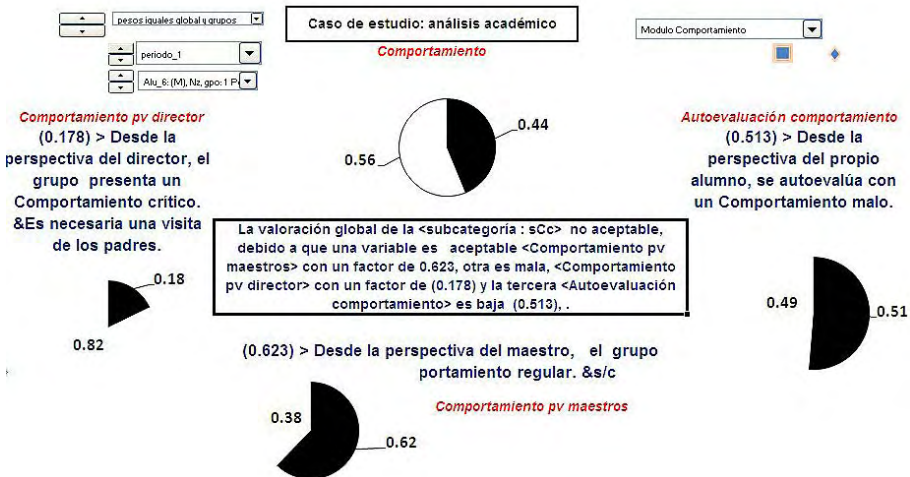 pesos iguales global y grupos
Caso de estudio: análisis académico
Modulo Comportamiento
periodo_1
Comportamiento
Alu_6: (M), Nz, gpo:1 P
Comportamiento pv director
(0.178) > Desde la
perspectiva del director, el
grupo presenta un
Comportamiento crítico.
&Es necesaria una visita
de los padres.
0.18
0.82
0.44
0.56
Autoevaluación comportamiento
(0.513) > Desde la
perspectiva del propio
alumno, se autoevalúa con
un Comportamiento malo.
0.49
0.51
La valoración global de la <subcategoría : sCc> no aceptable,
debido a que una variable es aceptable <Comportamiento pv
maestros> con un factor de 0.623, otra es mala, <Comportamiento
pv director> con un factor de (0.178) y la tercera <Autoevaluación
comportamiento> es baja (0.513), .
(0.623) > Desde la perspectiva del maestro, el grupo
portamiento regular. &s/c
Comportamiento pv maestros
0.38
0.62